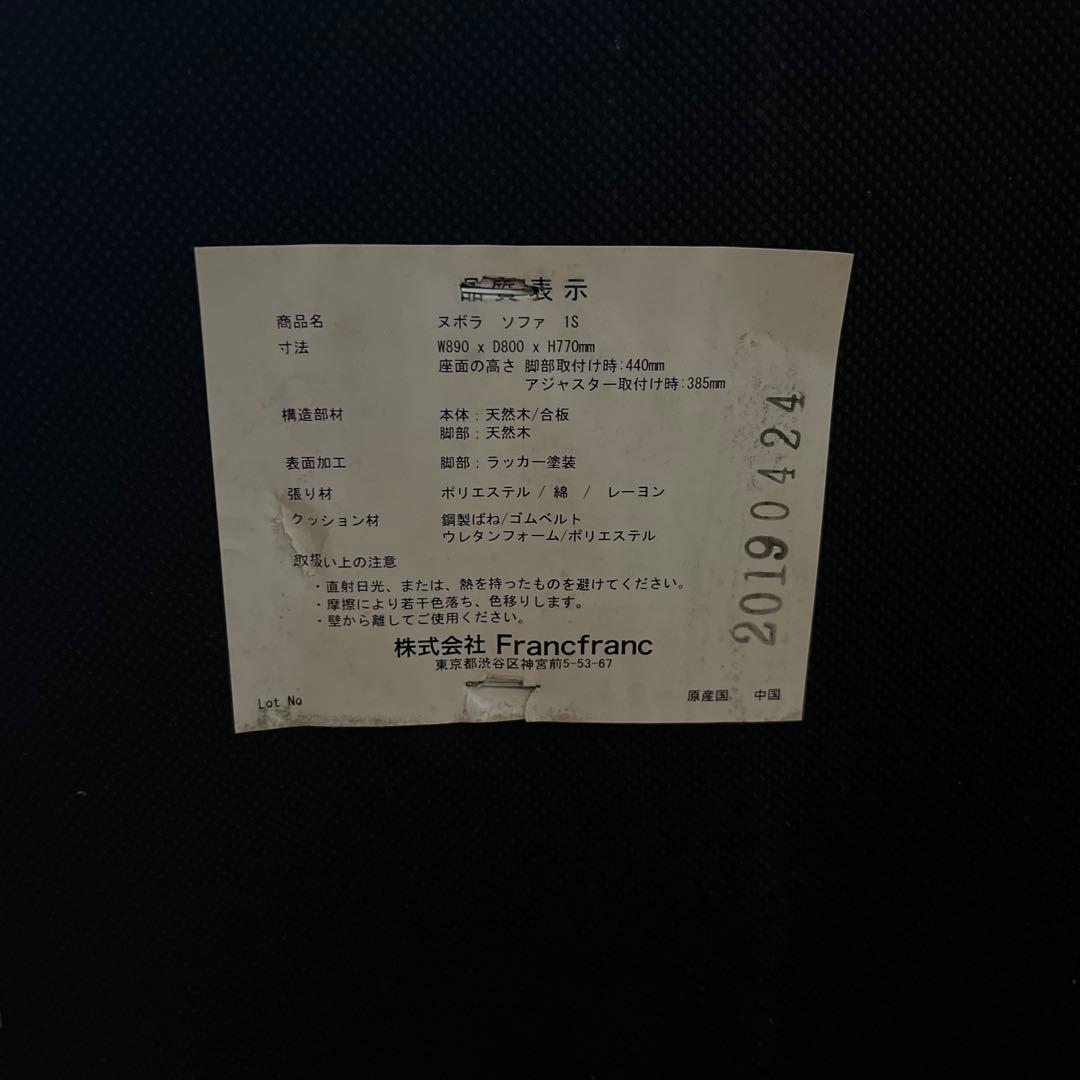 品質表示
商品名 ヌボラ ソファ 1S
寸法 W890 x D800 x H770mm
座面の高さ 脚部取付け時:440mm
アジャスター取付け時:385mm
構造部材 本体:天然木/合板
脚部:天然木
表面加工 脚部:ラッカー塗装
張り材 ポリエステル / 綿 / レーヨン
クッション材 鋼製ばね/ゴムベルト
ウレタンフォーム/ポリエステル
取扱い上の注意
・直射日光、または、熱を持ったものを避けてください。
・摩擦により若干色落ち、色移りします。
・壁から離してご使用ください。
株式会社 Francfranc
東京都渋谷区神宮前5-53-67
Lot No
原産国 中国
20190424